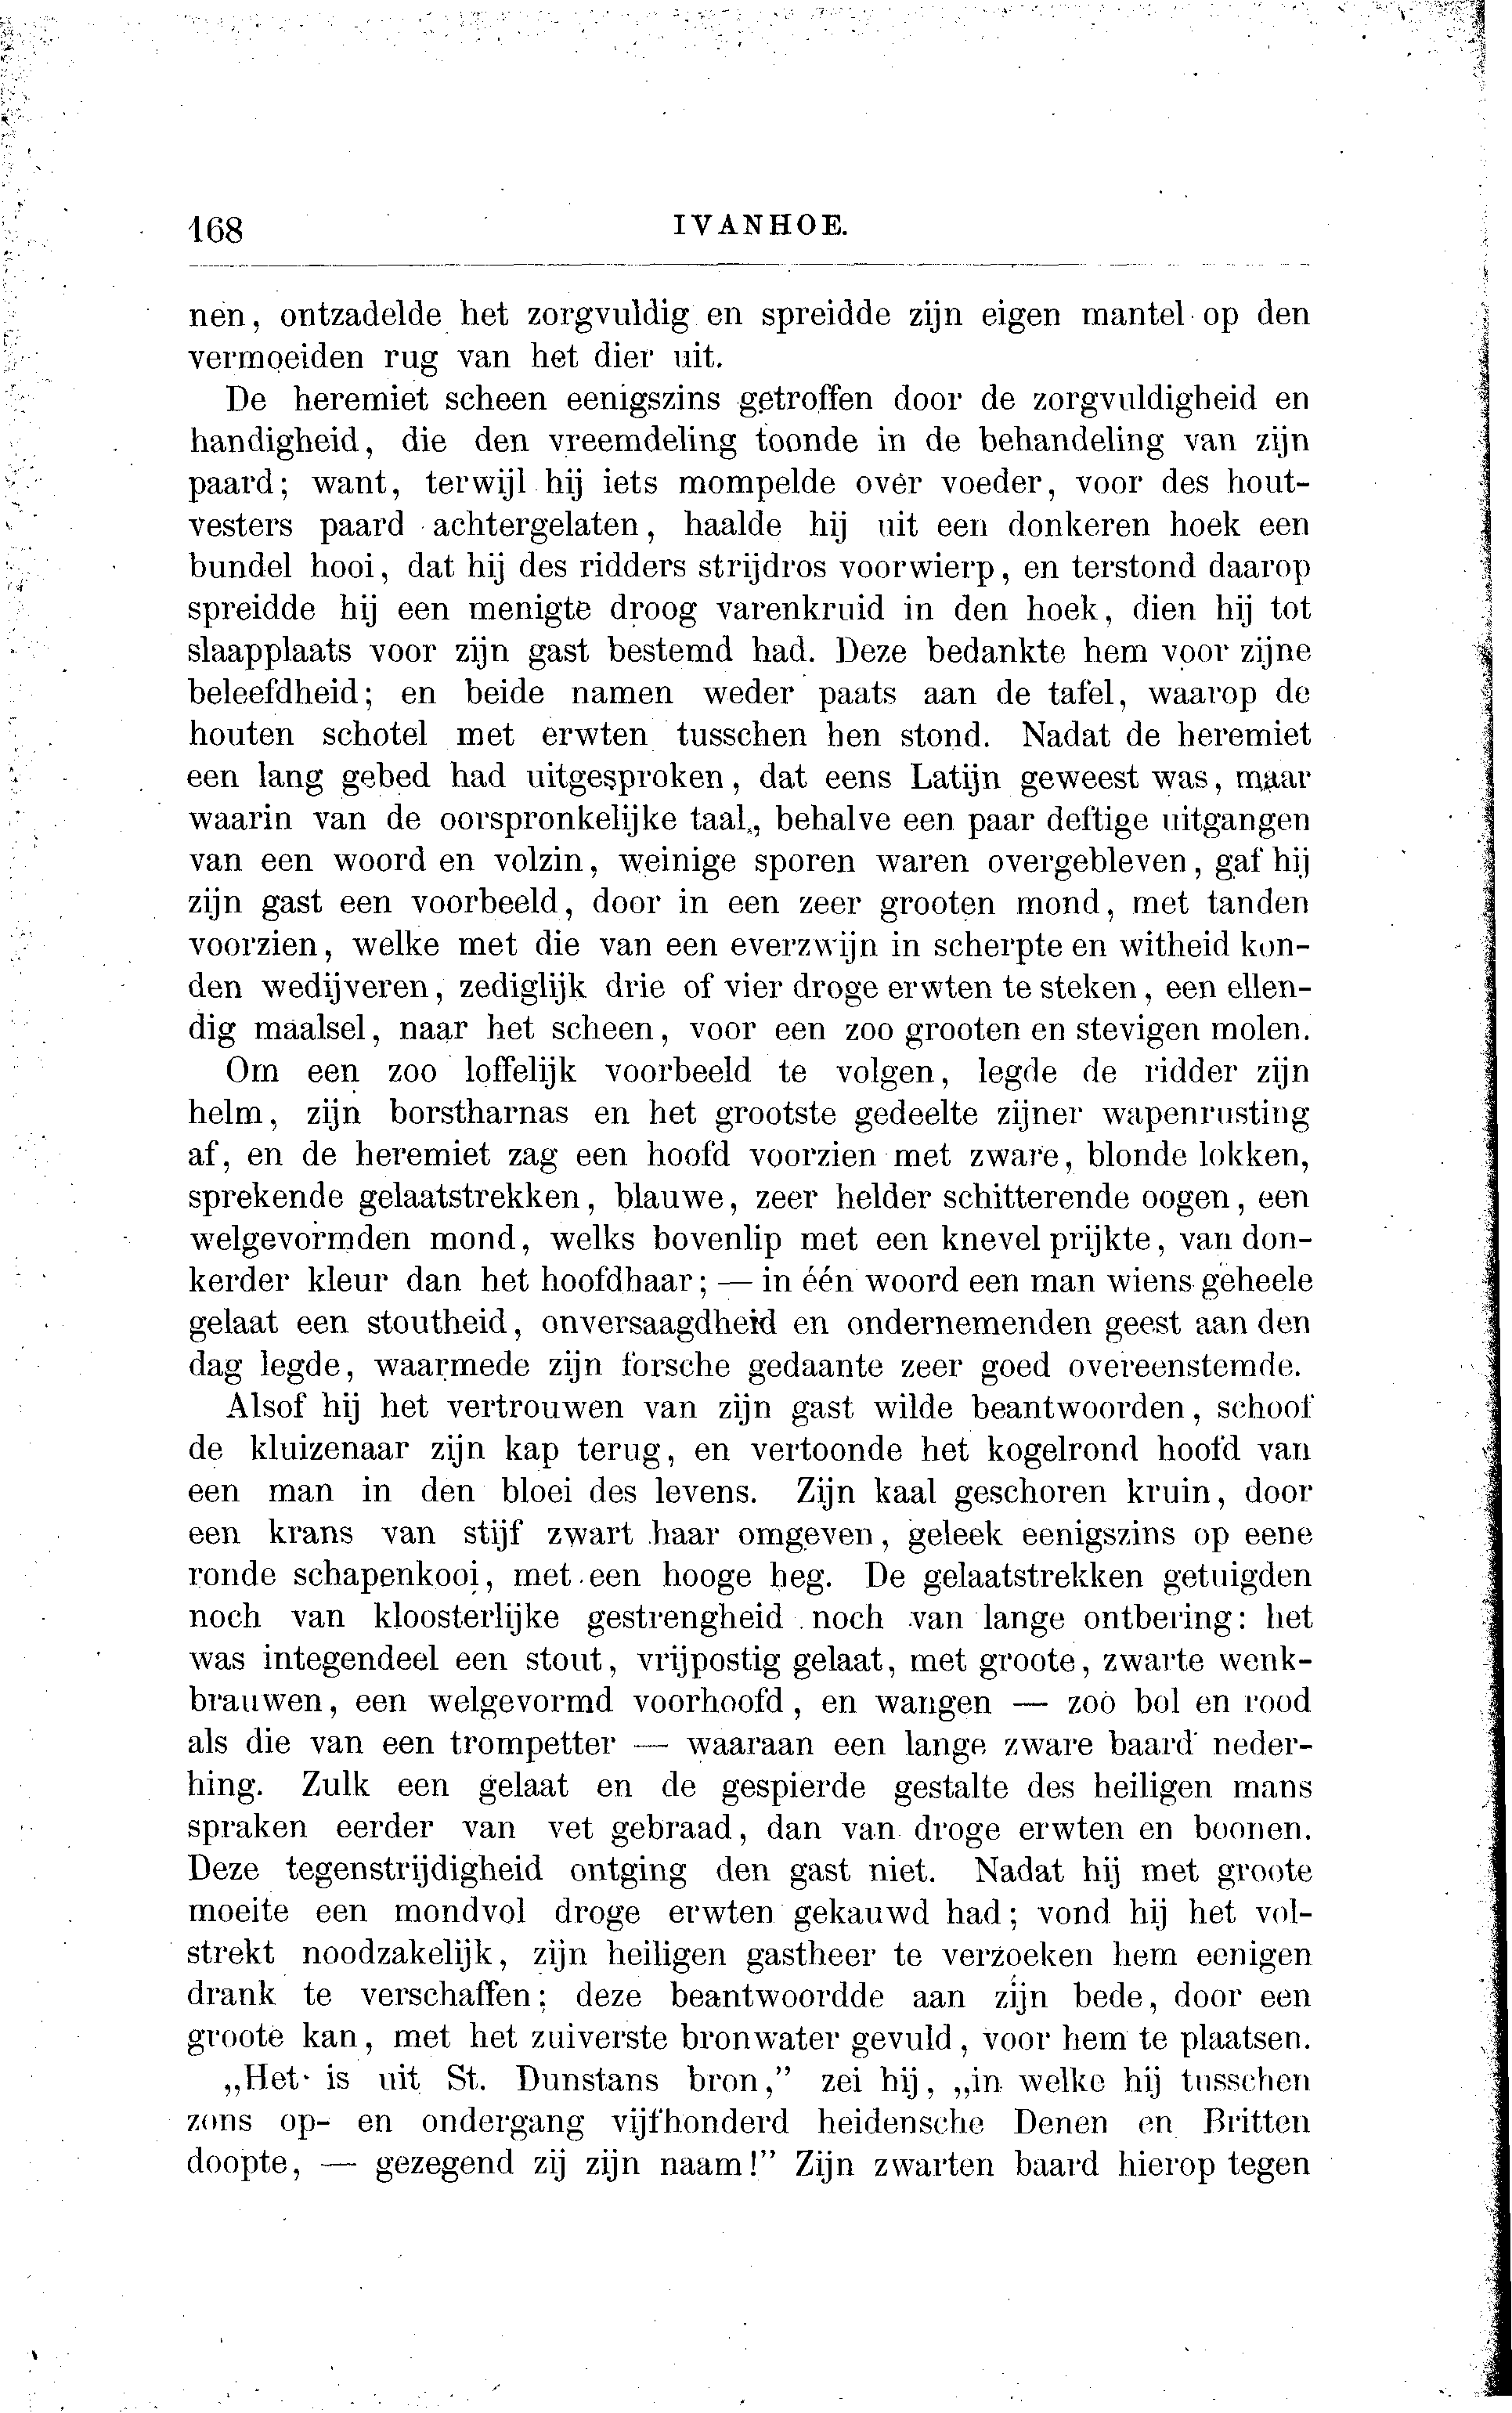 168
IVANHOE.
nen, ontzadelde het zorgvuldig en spreidde zijn eigen mantel op den
vermoeiden rug van het dier uit.
De heremiet scheen eenigszins getroffen door de zorgvuldigheid en
handigheid, die den vreemdeling toonde in de behandeling van zijn
paard; want, terwijl hij iets mompelde over voeder, voor des hout-
vesters paard achtergelaten, haalde hij uit een donkeren hoek een
bundel hooi, dat hij des ridders strijdros voorwierp, en terstond daarop
spreidde hij een menigte droog varenkruid in den hoek, dien hij tot
slaapplaats voor zijn gast bestemd had. Deze bedankte hem voor zijne
beleefdheid; en beide namen weder paats aan de tafel, waarop de
houten schotel met erwten tusschen hen stond. Nadat de heremiet
een lang gebed had uitgesproken, dat eens Latijn geweest was, maar
waarin van de oorspronkelijke taal, behalve een paar deftige uitgangen
van een woord en volzin, weinige sporen waren overgebleven, gaf hij
zijn gast een voorbeeld, door in een zeer grooten mond, met tanden
voorzien, welke met die van een everzwijn in scherpte en witheid kon-
den wedijveren, zediglijk drie of vier droge erwten te steken, een ellen-
dig maalsel, naar het scheen, voor een zoo grooten en stevigen molen.
Om een zoo loffelijk voorbeeld te volgen, legde de ridder zijn
helm, zijn borstharnas en het grootste gedeelte zijner wapenrusting
af, en de heremiet zag een hoofd voorzien met zware, blonde lokken,
sprekende gelaatstrekken, blauwe, zeer helder schitterende oogen, een
welgevormden mond, welks bovenlip met een knevel prijkte, van don-
kerder kleur dan het hoofdhaar; — in één woord een man wiens geheele
gelaat een stoutheid, onversaagdheid en ondernemenden geest aan den
dag legde, waarmede zijn forsche gedaante zeer goed overeenstemde.
Alsof hij het vertrouwen van zijn gast wilde beantwoorden, schoof
de kluizenaar zijn kap terug, en vertoonde het kogelrond hoofd van
een man in den bloei des levens. Zijn kaal geschoren kruin, door
een krans van stijf zwart haar omgeven, geleek eenigszins op eene
ronde schapenkooi, met een hooge heg. De gelaatstrekken getuigden
noch van kloosterlijke gestrengheid noch van lange ontbering: het
was integendeel een stout, vrijpostig gelaat, met groote, zwarte wenk-
brauwen, een welgevormd voorhoofd, en wangen — zoo bol en rood
als die van een trompetter — waaraan een lange zware baard neder-
hing. Zulk een gelaat en de gespierde gestalte des heiligen mans
spraken eerder van vet gebraad, dan van droge erwten en boonen.
Deze tegenstrijdigheid ontging den gast niet. Nadat hij met groote
moeite een mondvol droge erwten gekauwd had; vond hij het vol-
strekt noodzakelijk, zijn heiligen gastheer te verzoeken hem eenigen
drank te verschaffen; deze beantwoordde aan zijn bede, door een
groote kan, met het zuiverste bronwater gevuld, voor hem te plaatsen.
„Het is uit St. Dunstans bron,” zei hij, „in welke hij tusschen
zons op- en ondergang vijfhonderd heidensche Denen en Britten
doopte, — gezegend zij zijn naam!” Zijn zwarten baard hierop tegen